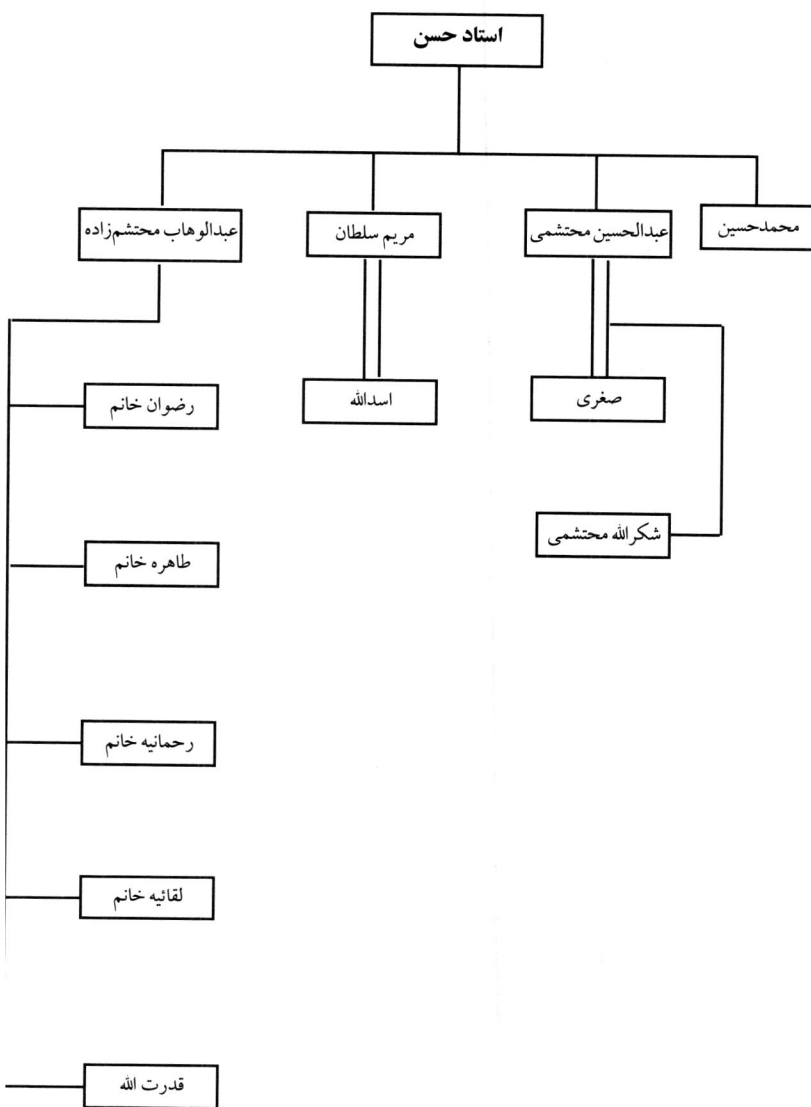 استاد حسن
محمدحسین
عبدالحسین محتشمی
مریم سلطان
عبدالوهاب محتشم‌زاده
صغری
اسدالله
رضوان خانم
شکرالله محتشمی
طاهره خانم
رحمانیه خانم
لقائیه خانم
قدرت الله